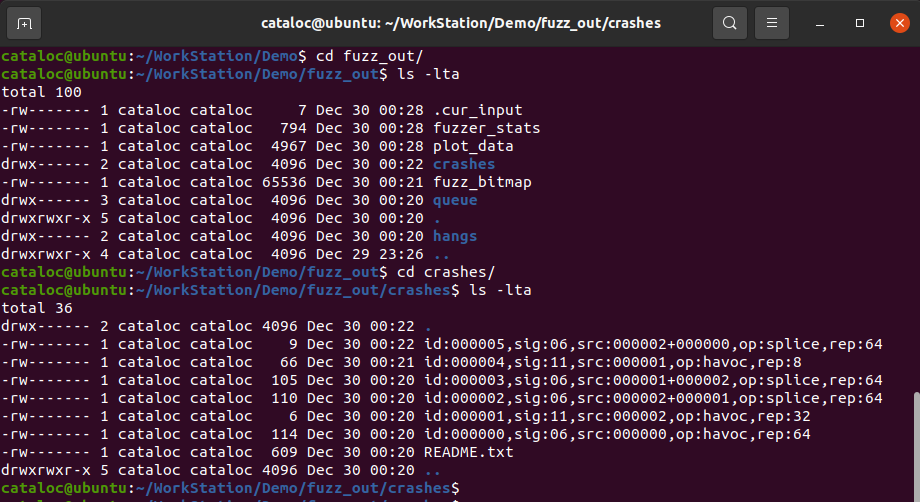 cataloc@ubuntu: ~/WorkStation/Demo/fuzz_out/crashes
cataloc@ubuntu:~/WorkStation/Demo$ cd fuzz_out/
cataloc@ubuntu:~/WorkStation/Demo/fuzz_out$ ls -lta
total 100
-rw------- 1 cataloc cataloc     7 Dec 30 00:28 .cur_input
-rw------- 1 cataloc cataloc   794 Dec 30 00:28 fuzzer_stats
-rw------- 1 cataloc cataloc  4967 Dec 30 00:28 plot_data
drwx------ 2 cataloc cataloc  4096 Dec 30 00:22 crashes
-rw------- 1 cataloc cataloc 65536 Dec 30 00:21 fuzz_bitmap
drwx------ 3 cataloc cataloc  4096 Dec 30 00:20 queue
drwxrwxr-x 5 cataloc cataloc  4096 Dec 30 00:20 .
drwx------ 2 cataloc cataloc  4096 Dec 30 00:20 hangs
drwxrwxr-x 4 cataloc cataloc  4096 Dec 29 23:26 ..
cataloc@ubuntu:~/WorkStation/Demo/fuzz_out$ cd crashes/
cataloc@ubuntu:~/WorkStation/Demo/fuzz_out/crashes$ ls -lta
total 36
drwx------ 2 cataloc cataloc 4096 Dec 30 00:22 .
-rw------- 1 cataloc cataloc    9 Dec 30 00:22 id:000005,sig:06,src:000002+000000,op:splice,rep:64
-rw------- 1 cataloc cataloc   66 Dec 30 00:21 id:000004,sig:11,src:000001,op:havoc,rep:8
-rw------- 1 cataloc cataloc  105 Dec 30 00:20 id:000003,sig:06,src:000001+000002,op:splice,rep:64
-rw------- 1 cataloc cataloc  110 Dec 30 00:20 id:000002,sig:06,src:000002+000001,op:splice,rep:64
-rw------- 1 cataloc cataloc    6 Dec 30 00:20 id:000001,sig:11,src:000002,op:havoc,rep:32
-rw------- 1 cataloc cataloc  114 Dec 30 00:20 id:000000,sig:06,src:000000,op:havoc,rep:64
-rw------- 1 cataloc cataloc  609 Dec 30 00:20 README.txt
drwxrwxr-x 5 cataloc cataloc 4096 Dec 30 00:20 ..
cataloc@ubuntu:~/WorkStation/Demo/fuzz_out/crashes$